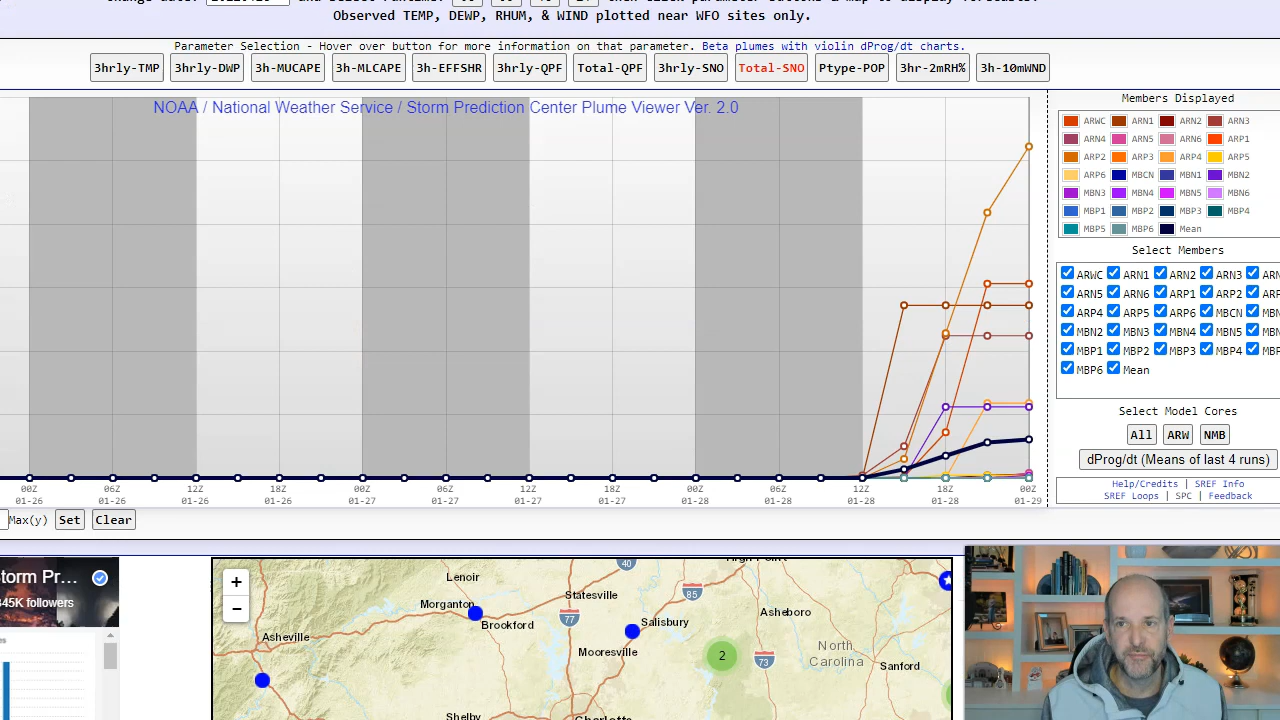 Observed TEMP, DEWP, RHUM, & WIND plotted near WFO sites only.
Parameter Selection - Hover over button for more information on that parameter. Beta plumes with violin dProg/dt charts.
3hrly-TMP 3hrly-DWP 3h-MUCAPE 3h-MLCAPE 3h-EFFSHR 3hrly-QPF Total-QPF 3hrly-SNO Total-SNO Ptype-POP 3hr-2mRH% 3h-10mWND
NOAA / National Weather Service / Storm Prediction Center Plume Viewer Ver. 2.0
00Z 06Z 12Z 18Z 00Z 06Z 12Z 18Z 00Z 06Z 12Z 18Z 00Z
01-26 01-26 01-26 01-26 01-27 01-27 01-27 01-27 01-28 01-28 01-28 01-28 01-29
Max(y) Set Clear
Members Displayed
ARWC ARN1 ARN2 ARN3
ARN4 ARN5 ARN6 ARP1
ARP2 ARP3 ARP4 ARP5
ARP6 MBCN MBN1 MBN2
MBN3 MBN4 MBN5 MBN6
MBP1 MBP2 MBP3 MBP4
MBP5 MBP6 Mean
Select Members
ARWC ARN1 ARN2 ARN3
ARN5 ARN6 ARP1 ARP2
ARP4 ARP5 ARP6 MBCN
MBN2 MBN3 MBN4 MBN5
MBP1 MBP2 MBP3 MBP4
MBP6 Mean
Select Model Cores
All ARW NMB
dProg/dt (Means of last 4 runs)
Help/Credits | SREF Info
SREF Loops | SPC | Feedback
torm Pr...
345K followers
+
−
40
High Point
Lenoir
Statesville
85
Morganton
Brookford
77
Salisbury
Asheboro
Asheville
Mooresville
2
73
North
Carolina
Sanford
Shelby
Charlotte